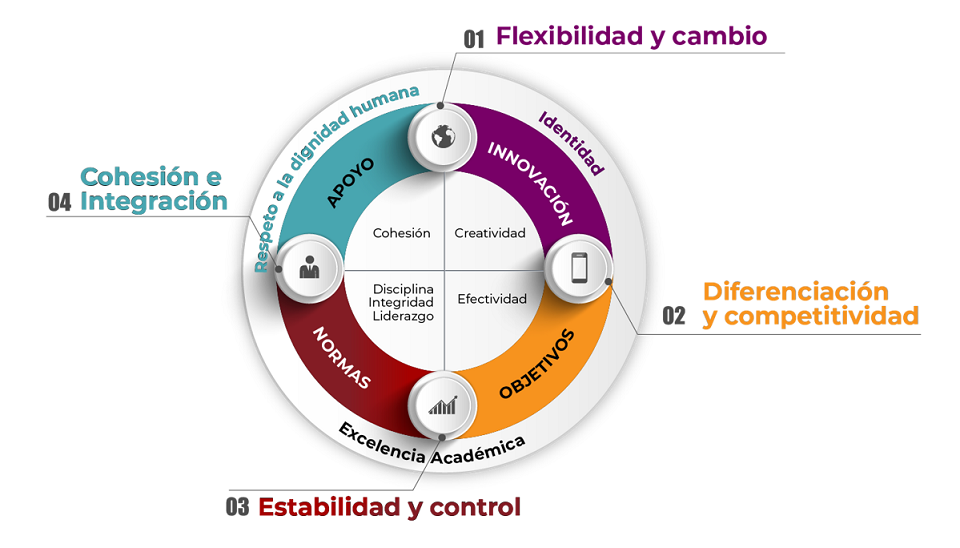 01 Flexibilidad y cambio
Respeto a la dignidad humana
Identidad
APOYO
INNOVACIÓN
04 Cohesión e
Integración
Cohesión
Creatividad
Disciplina
Integridad
Liderazgo
Efectividad
02 Diferenciación
y competitividad
NORMAS
OBJETIVOS
Excelencia Académica
03 Estabilidad y control